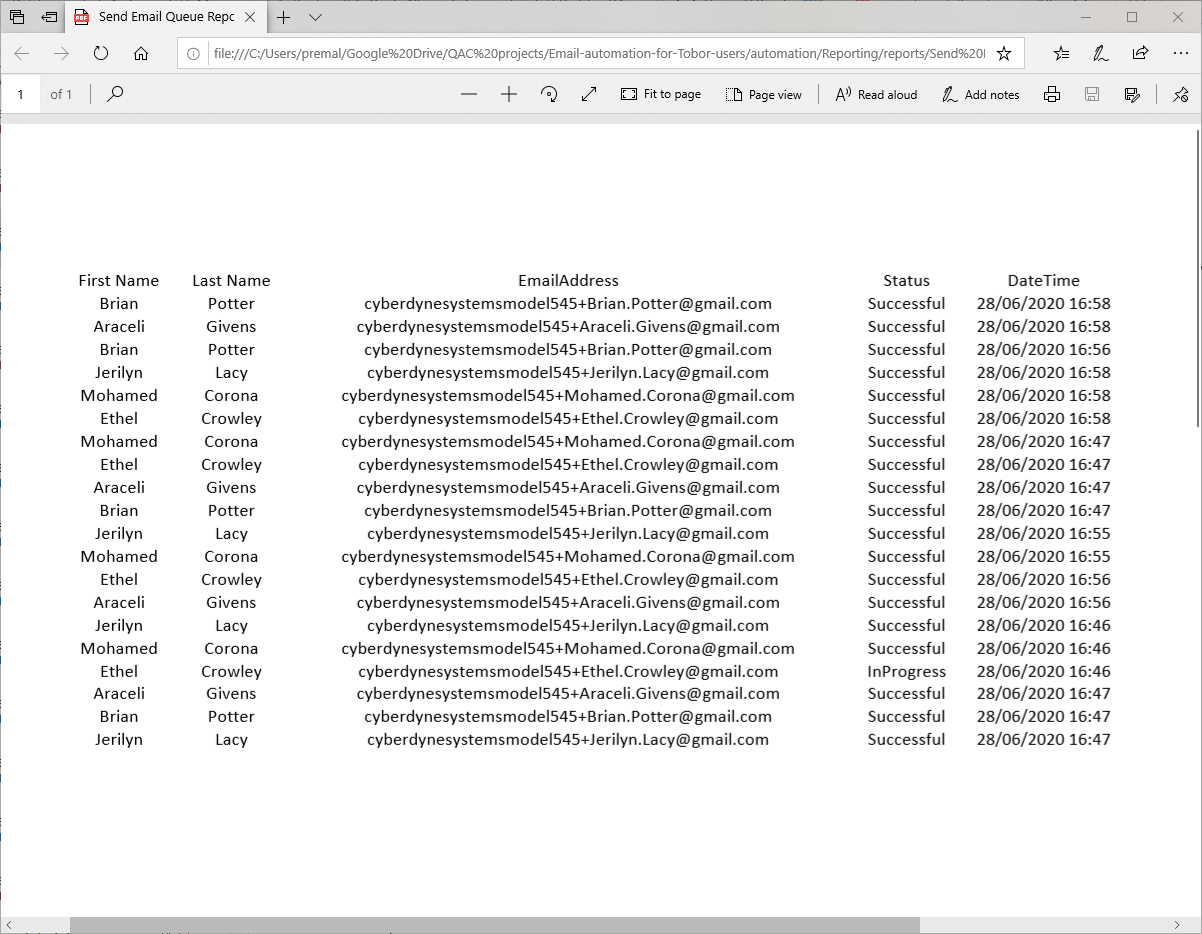 Send Email Queue Repo
file:///C:/Users/premal/Google%20Drive/QAC%20projects/Email-automation-for-Tobor-users/automation/Reporting/reports/Send%20
1 of 1 Fit to page Page view Read aloud Add notes
First Name Last Name EmailAddress Status DateTime
Brian Potter cyberdynesystemsmodel545+Brian.Potter@gmail.com Successful 28/06/2020 16:58
Araceli Givens cyberdynesystemsmodel545+Araceli.Givens@gmail.com Successful 28/06/2020 16:58
Brian Potter cyberdynesystemsmodel545+Brian.Potter@gmail.com Successful 28/06/2020 16:56
Jerilyn Lacy cyberdynesystemsmodel545+Jerilyn.Lacy@gmail.com Successful 28/06/2020 16:58
Mohamed Corona cyberdynesystemsmodel545+Mohamed.Corona@gmail.com Successful 28/06/2020 16:58
Ethel Crowley cyberdynesystemsmodel545+Ethel.Crowley@gmail.com Successful 28/06/2020 16:58
Mohamed Corona cyberdynesystemsmodel545+Mohamed.Corona@gmail.com Successful 28/06/2020 16:47
Ethel Crowley cyberdynesystemsmodel545+Ethel.Crowley@gmail.com Successful 28/06/2020 16:47
Araceli Givens cyberdynesystemsmodel545+Araceli.Givens@gmail.com Successful 28/06/2020 16:47
Brian Potter cyberdynesystemsmodel545+Brian.Potter@gmail.com Successful 28/06/2020 16:47
Jerilyn Lacy cyberdynesystemsmodel545+Jerilyn.Lacy@gmail.com Successful 28/06/2020 16:55
Mohamed Corona cyberdynesystemsmodel545+Mohamed.Corona@gmail.com Successful 28/06/2020 16:55
Ethel Crowley cyberdynesystemsmodel545+Ethel.Crowley@gmail.com Successful 28/06/2020 16:56
Araceli Givens cyberdynesystemsmodel545+Araceli.Givens@gmail.com Successful 28/06/2020 16:56
Jerilyn Lacy cyberdynesystemsmodel545+Jerilyn.Lacy@gmail.com Successful 28/06/2020 16:46
Mohamed Corona cyberdynesystemsmodel545+Mohamed.Corona@gmail.com Successful 28/06/2020 16:46
Ethel Crowley cyberdynesystemsmodel545+Ethel.Crowley@gmail.com InProgress 28/06/2020 16:46
Araceli Givens cyberdynesystemsmodel545+Araceli.Givens@gmail.com Successful 28/06/2020 16:47
Brian Potter cyberdynesystemsmodel545+Brian.Potter@gmail.com Successful 28/06/2020 16:47
Jerilyn Lacy cyberdynesystemsmodel545+Jerilyn.Lacy@gmail.com Successful 28/06/2020 16:47